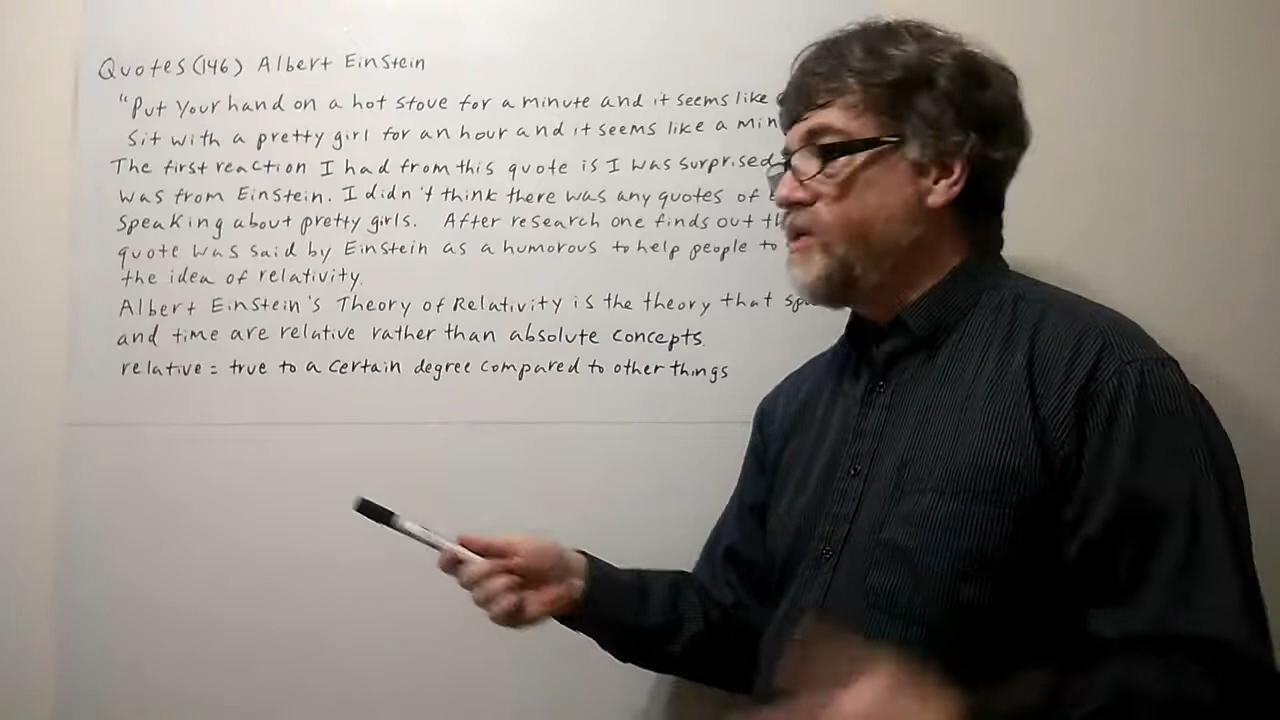 Quotes (146) Albert Einstein
"Put your hand on a hot stove for a minute and it seems like
Sit with a pretty girl for an hour and it seems like a min
The first reaction I had from this quote is I was surprised
was from Einstein. I didn't think there was any quotes of
speaking about pretty girls. After research one finds out th
quote was said by Einstein as a humorous to help people to
the idea of relativity.
Albert Einstein's Theory of Relativity is the theory that sp
and time are relative rather than absolute concepts.
relative = true to a certain degree compared to other things